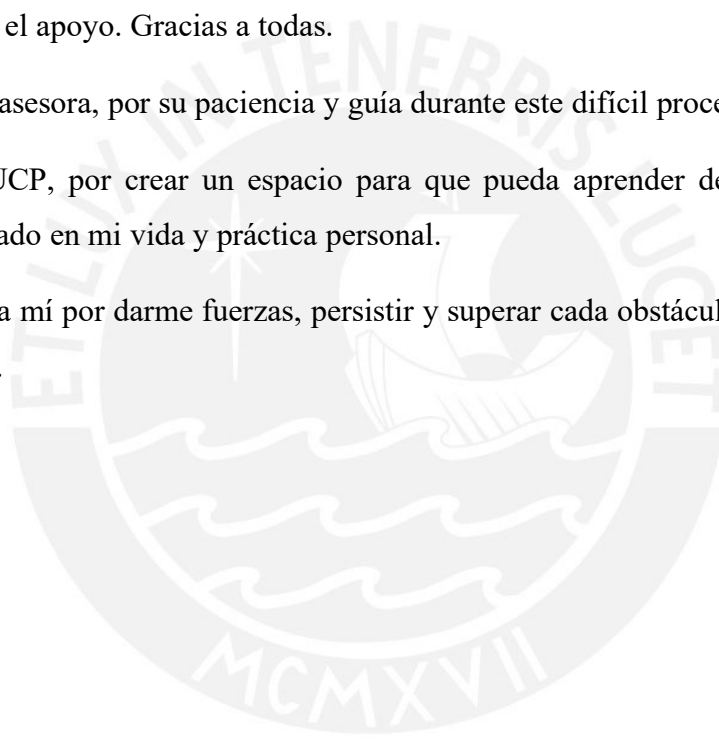 el apoyo. Gracias a todas.
asesora, por su paciencia y guía durante este difícil proce
UCP, por crear un espacio para que pueda aprender de
ado en mi vida y práctica personal.
a mí por darme fuerzas, persistir y superar cada obstácul
.
ET LUX IN TENEBRIS LUCET
MCMXVII